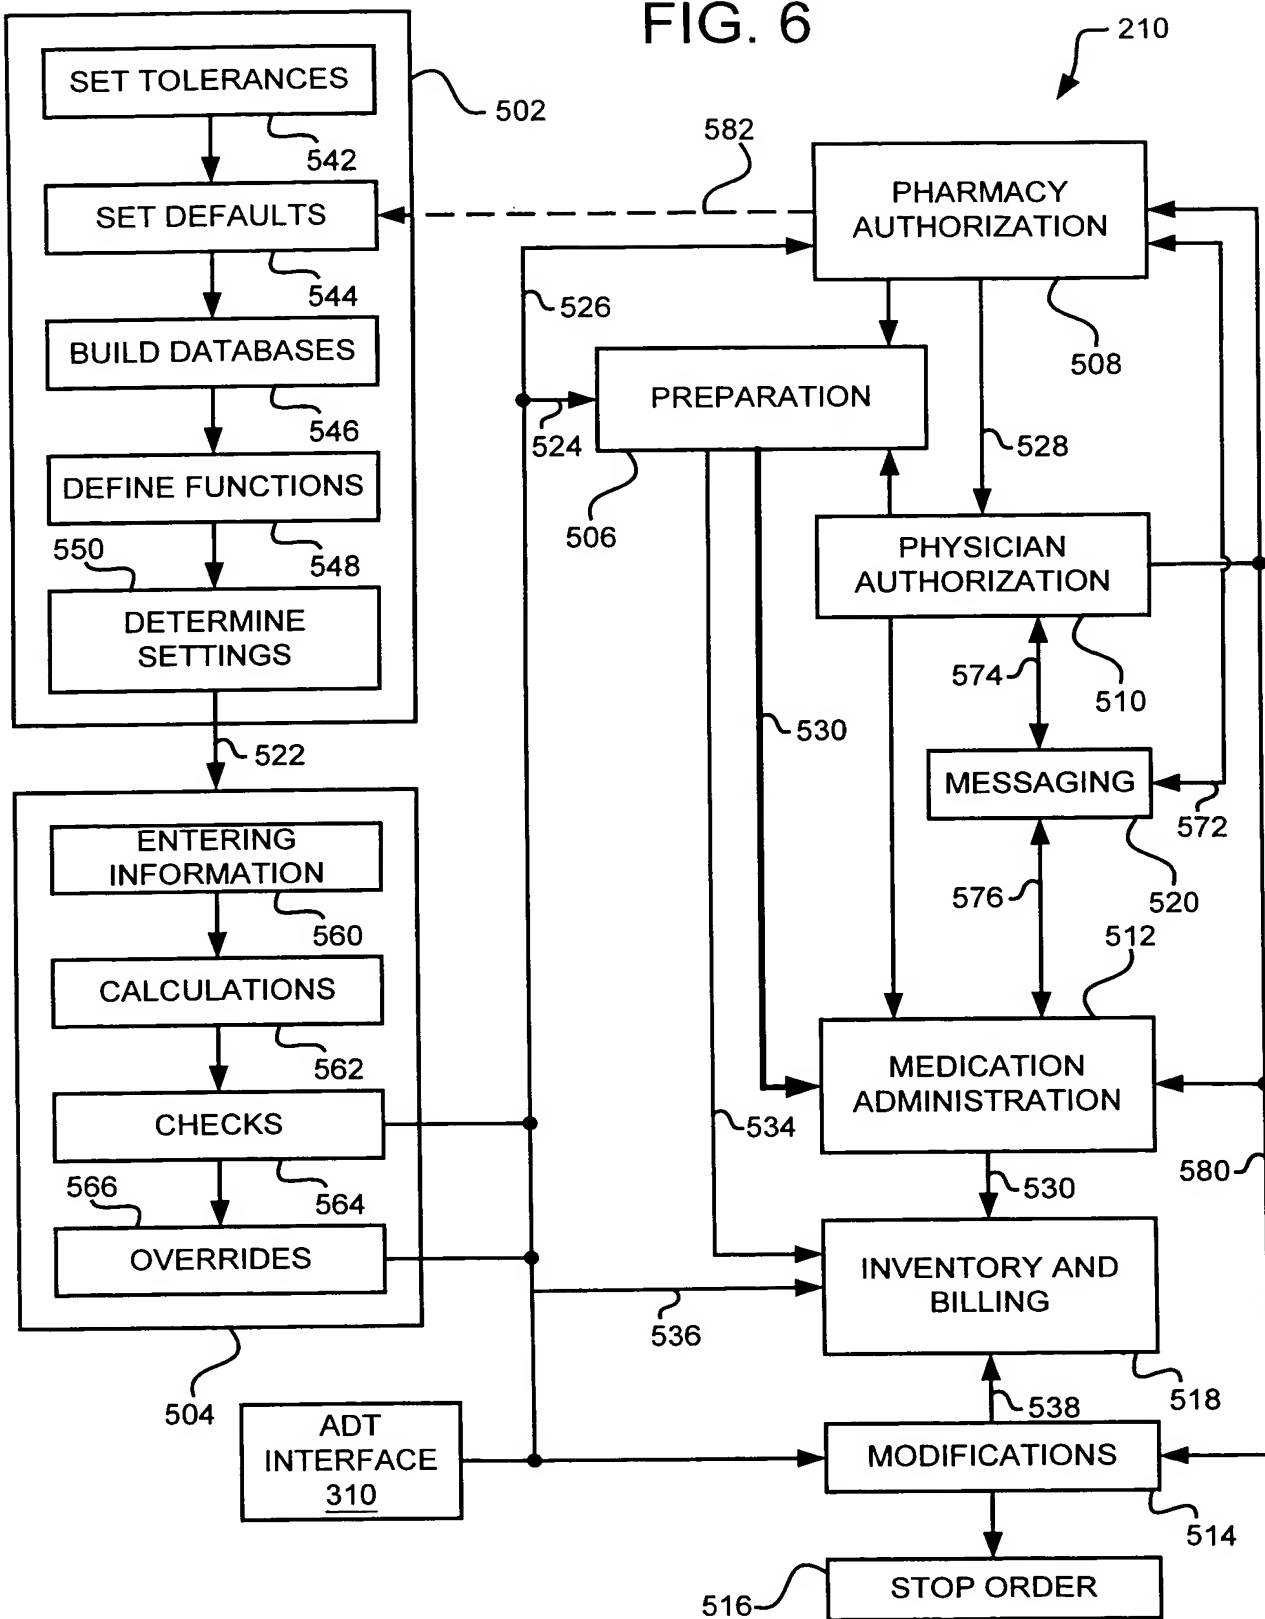 FIG. 6
210
SET TOLERANCES
502
542
582
PHARMACY
AUTHORIZATION
SET DEFAULTS
544
526
508
BUILD DATABASES
546
PREPARATION
524
528
506
DEFINE FUNCTIONS
548
550
DETERMINE
SETTINGS
PHYSICIAN
AUTHORIZATION
574
510
530
522
MESSAGING
572
ENTERING
INFORMATION
560
576
520
512
CALCULATIONS
562
MEDICATION
ADMINISTRATION
CHECKS
564
534
580
530
566
OVERRIDES
INVENTORY AND
BILLING
536
518
504
538
ADT
INTERFACE
310
MODIFICATIONS
514
STOP ORDER
516